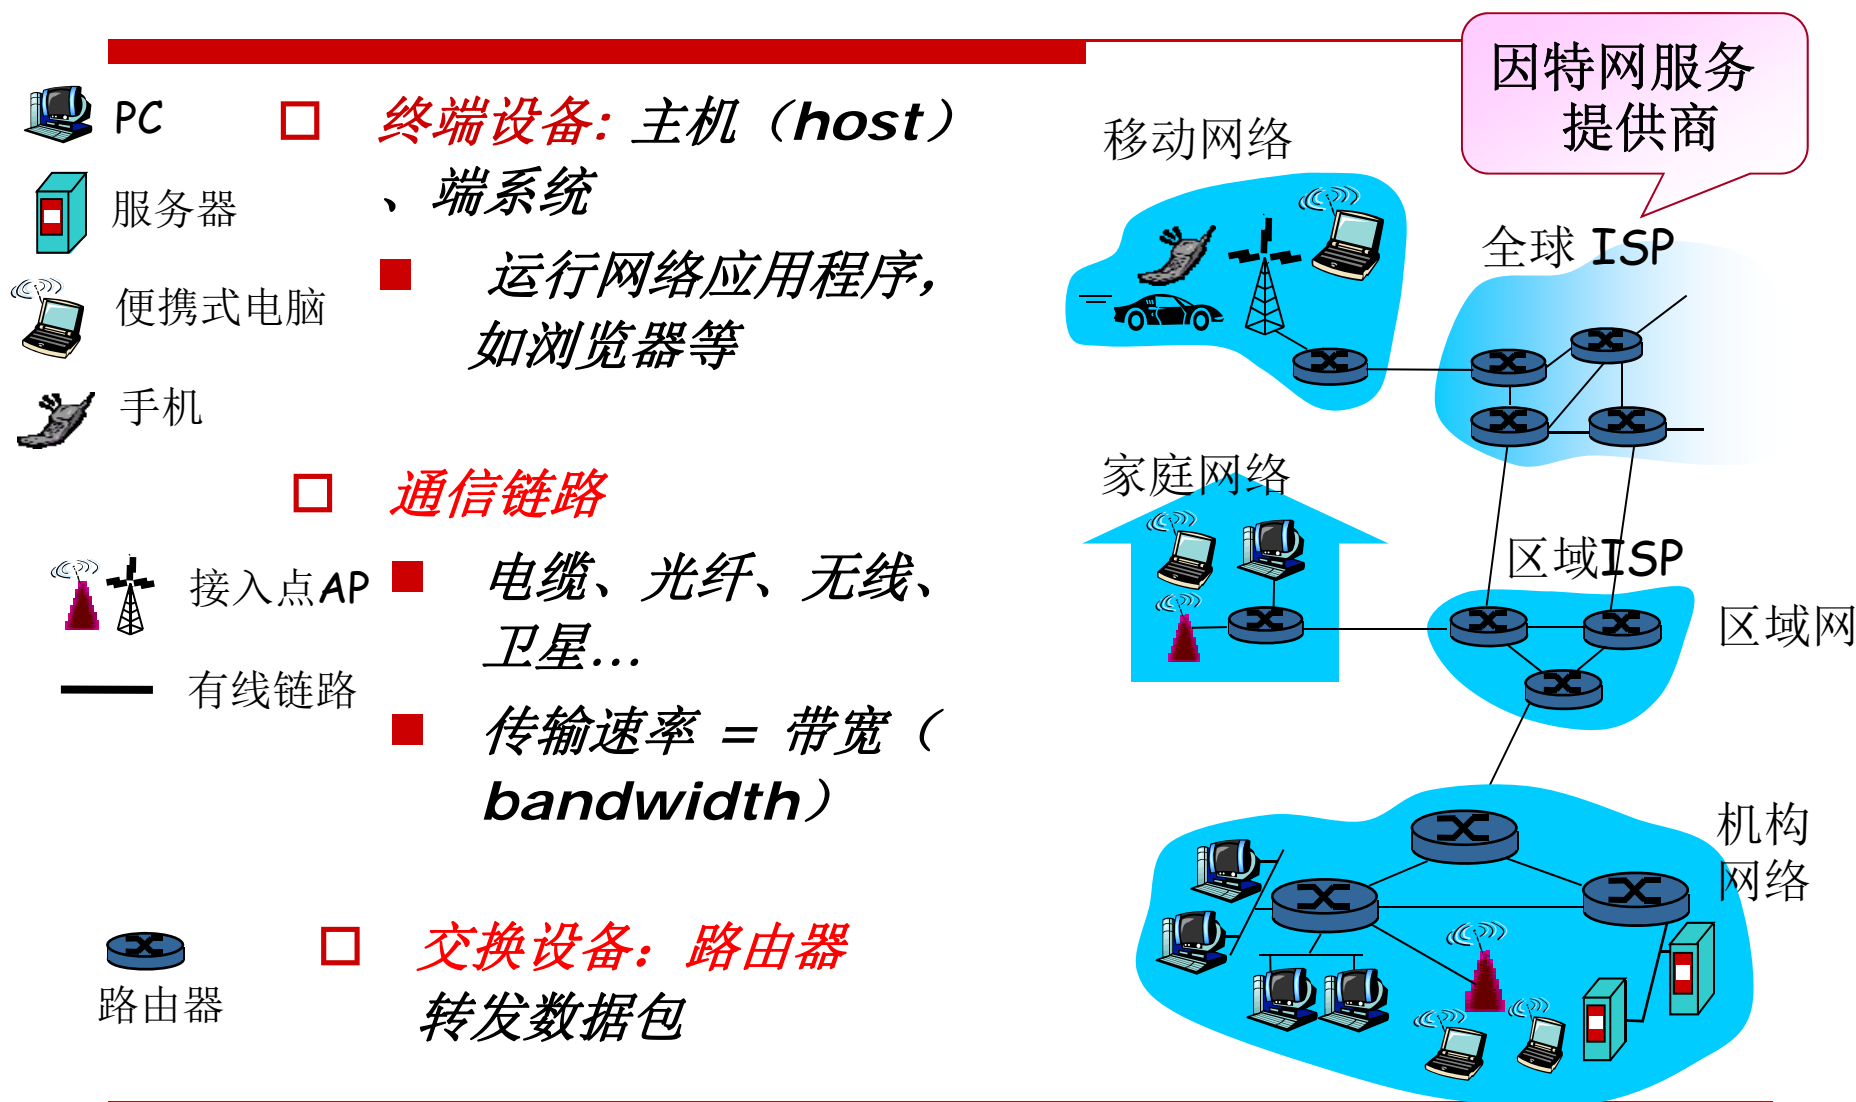 PC
服务器
便携式电脑
手机
接入点AP
有线链路
路由器
终端设备: 主机（host）
、端系统
运行网络应用程序，
如浏览器等
通信链路
电缆、光纤、无线、
卫星…
传输速率 = 带宽（
bandwidth）
交换设备：路由器
转发数据包
因特网服务
提供商
移动网络
全球 ISP
家庭网络
区域ISP
区域网
机构
网络